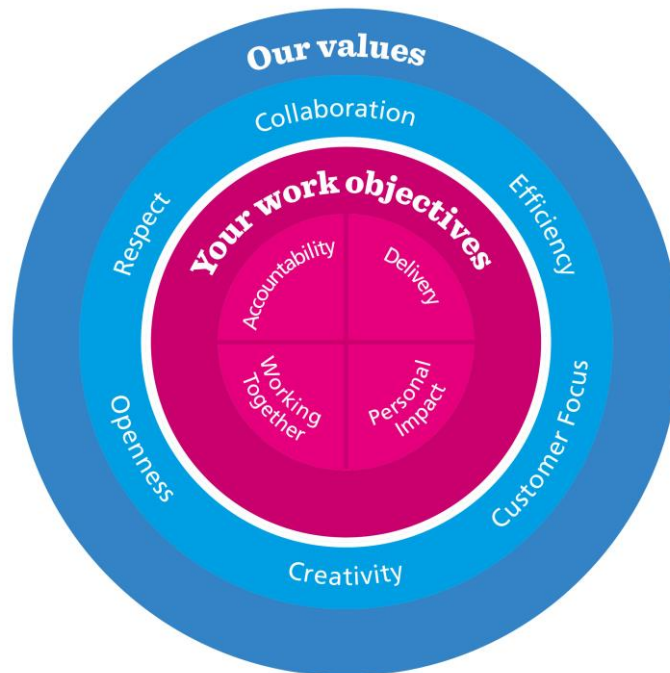 Our values
Collaboration
Efficiency
Customer Focus
Creativity
Openness
Respect
Your work objectives
Accountability
Delivery
Personal
Impact
Working
Together